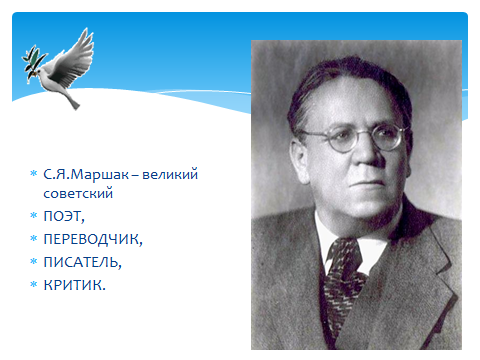 С.Я.Маршак – великий
советский
ПОЭТ,
ПЕРЕВОДЧИК,
ПИСАТЕЛЬ,
КРИТИК.